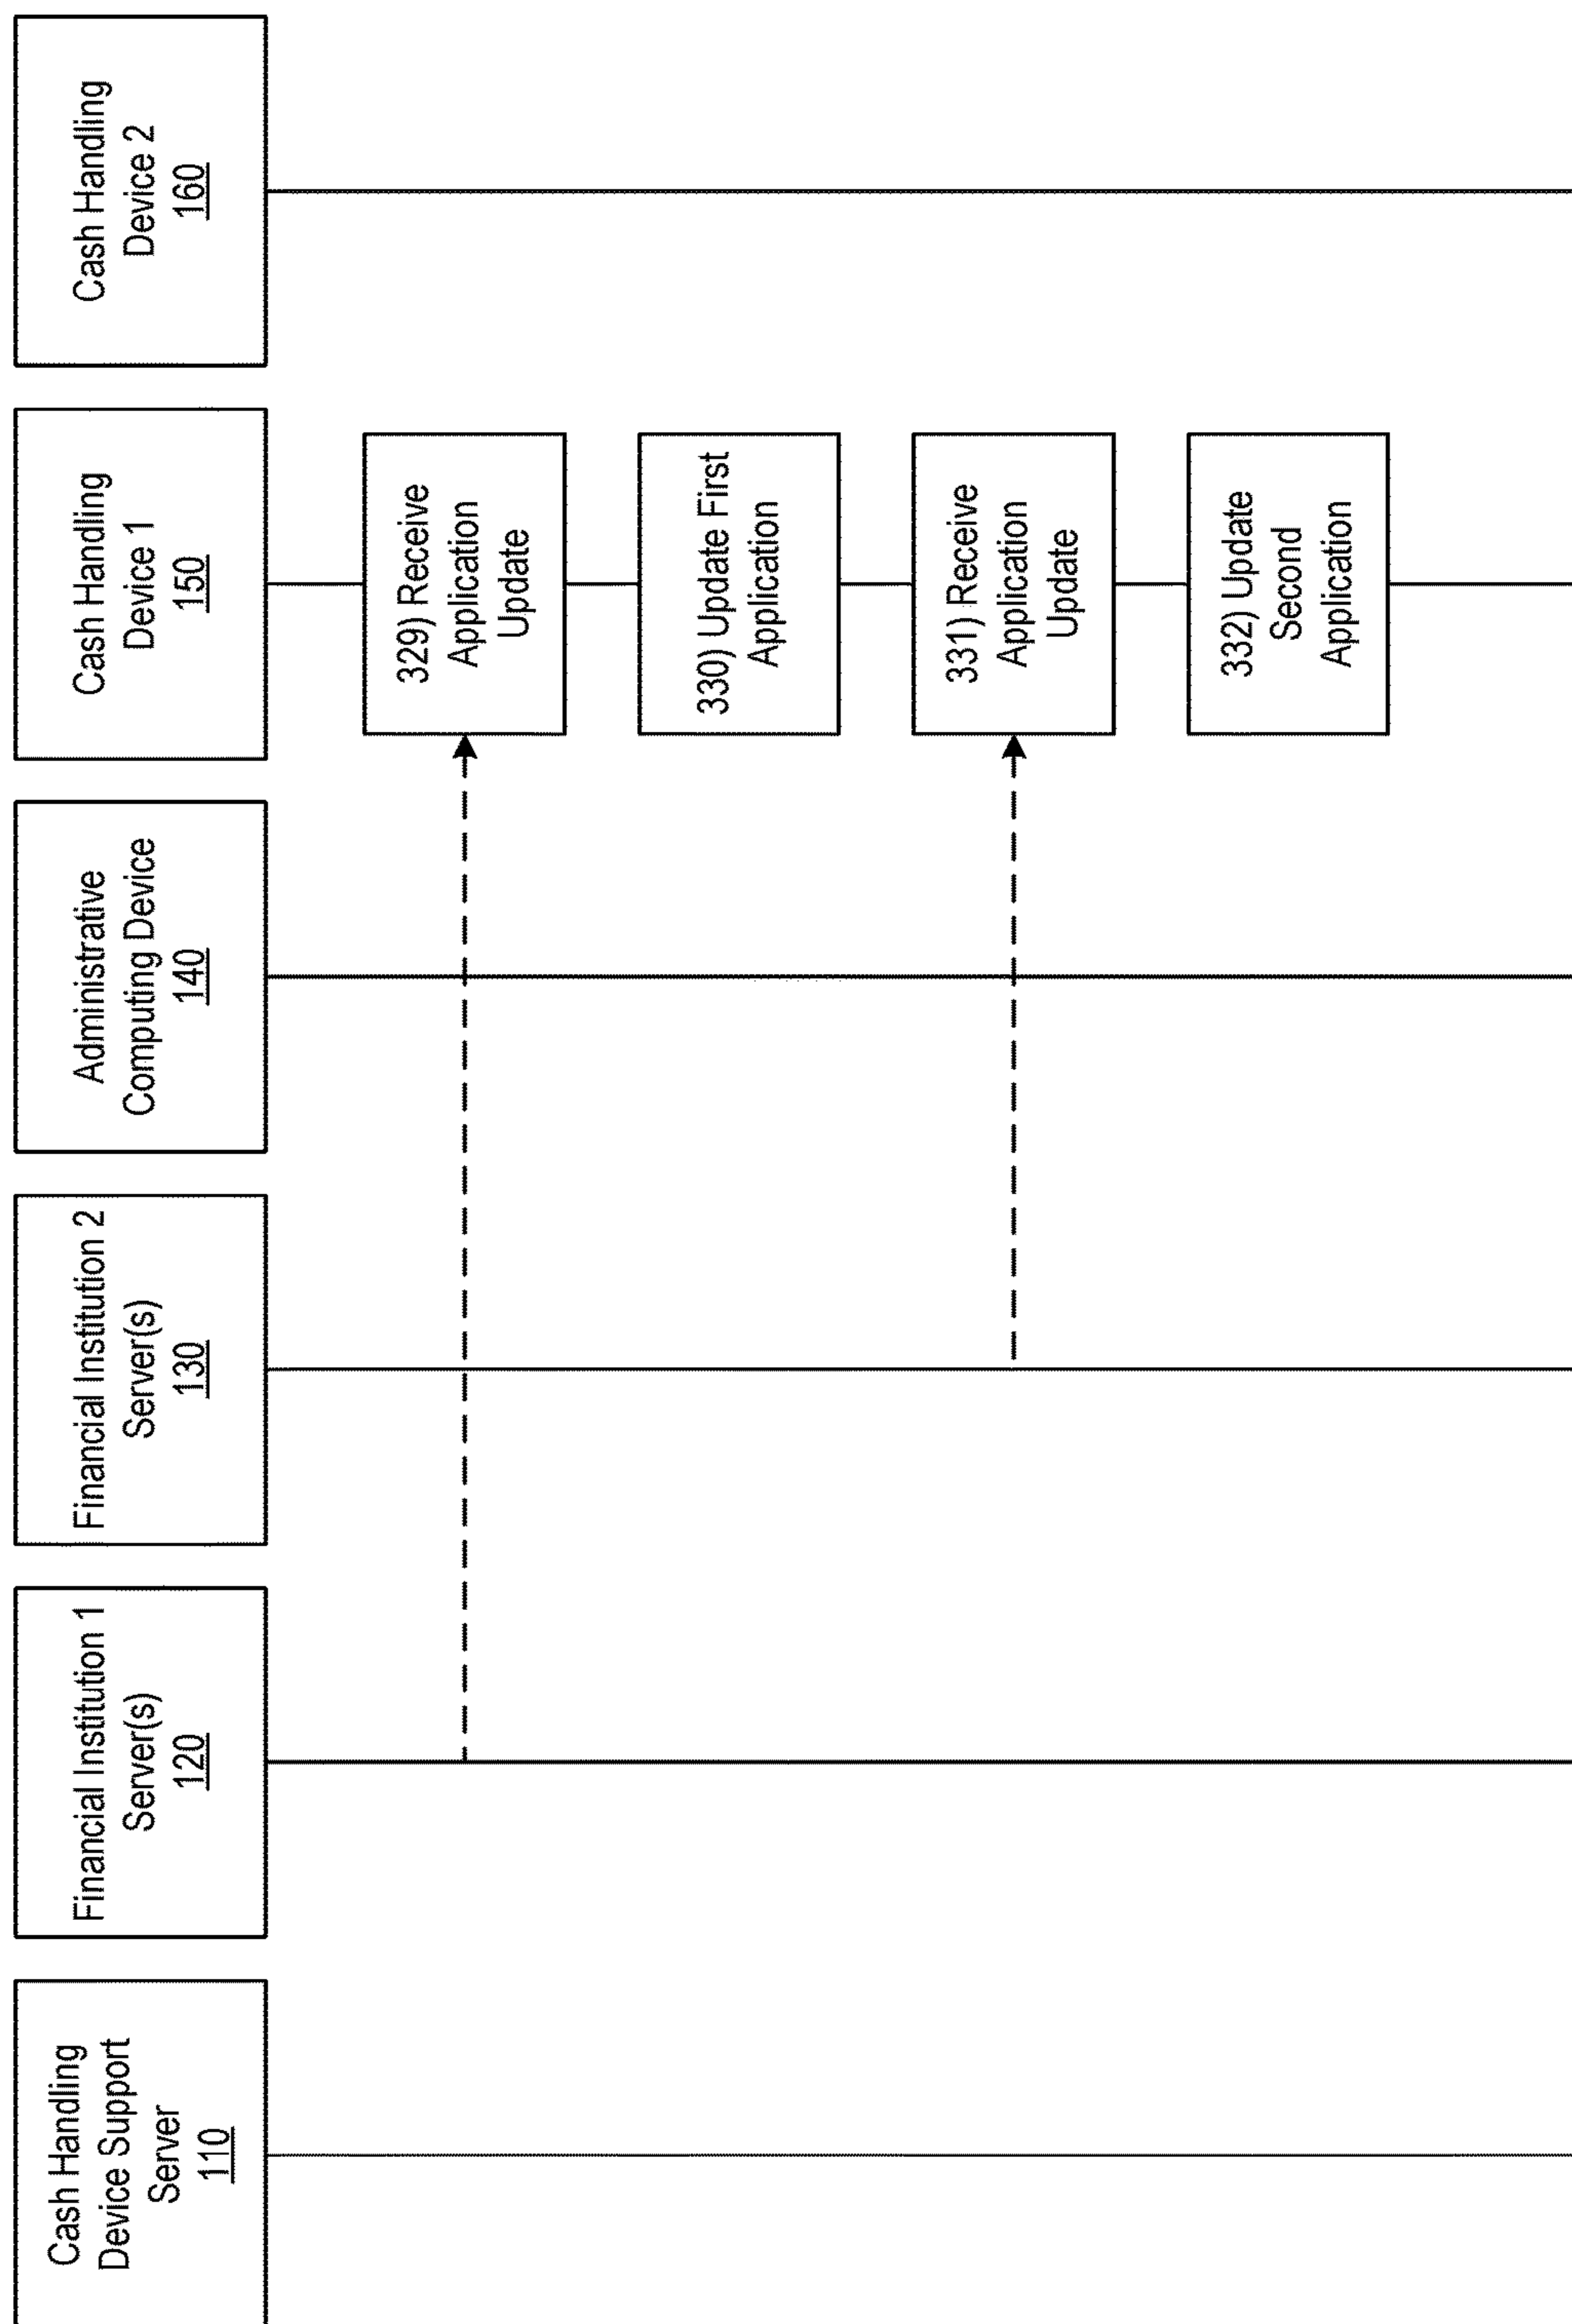 Cash Handling
Device Support
Server
110
Financial Institution 1
Server(s)
120
Financial Institution 2
Server(s)
130
Administrative
Computing Device
140
Cash Handling
Device 1
150
Cash Handling
Device 2
160
329) Receive
Application
Update
330) Update First
Application
331) Receive
Application
Update
332) Update
Second
Application